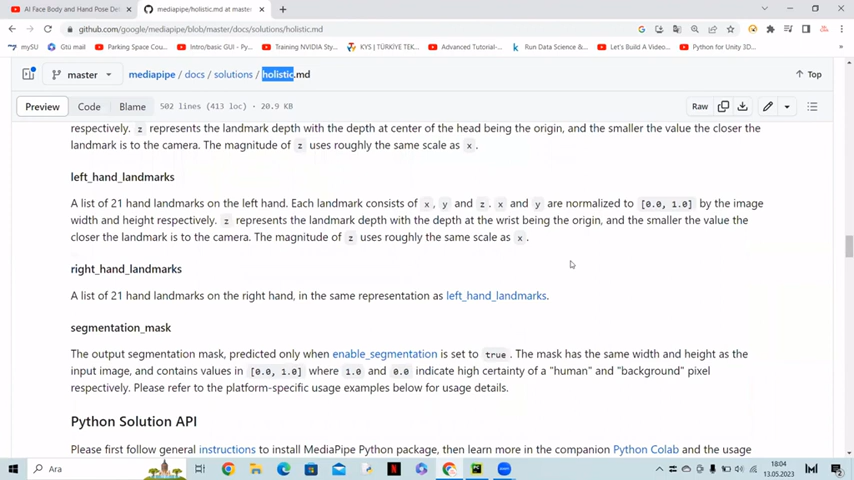 AI Face Body and Hand Pose De
mediapipe/holistic.md at master
github.com/google/mediapipe/blob/master/docs/solutions/holistic.md
mySU
Gtü mail
Parking Space Coun...
Intro/basic GUI - Py...
Training NVIDIA Sty...
KYS | TÜRKİYE TEK...
Advanced Tutorial-...
Run Data Science &...
Let's Build A Video...
Python for Unity 3D...
master
mediapipe / docs / solutions / holistic.md
Top
Preview Code Blame 502 lines (413 loc) · 20.9 KB Raw
respectively. z represents the landmark depth with the depth at center of the head being the origin, and the smaller the value the closer the
landmark is to the camera. The magnitude of z uses roughly the same scale as x .
left_hand_landmarks
A list of 21 hand landmarks on the left hand. Each landmark consists of x , y and z . x and y are normalized to [0.0, 1.0] by the image
width and height respectively. z represents the landmark depth with the depth at the wrist being the origin, and the smaller the value the
closer the landmark is to the camera. The magnitude of z uses roughly the same scale as x .
right_hand_landmarks
A list of 21 hand landmarks on the right hand, in the same representation as left_hand_landmarks.
segmentation_mask
The output segmentation mask, predicted only when enable_segmentation is set to true . The mask has the same width and height as the
input image, and contains values in [0.0, 1.0] where 1.0 and 0.0 indicate high certainty of a "human" and "background" pixel
respectively. Please refer to the platform-specific usage examples below for usage details.
Python Solution API
Please first follow general instructions to install MediaPipe Python package, then learn more in the companion Python Colab and the usage
Ara
18:04
13.05.2023